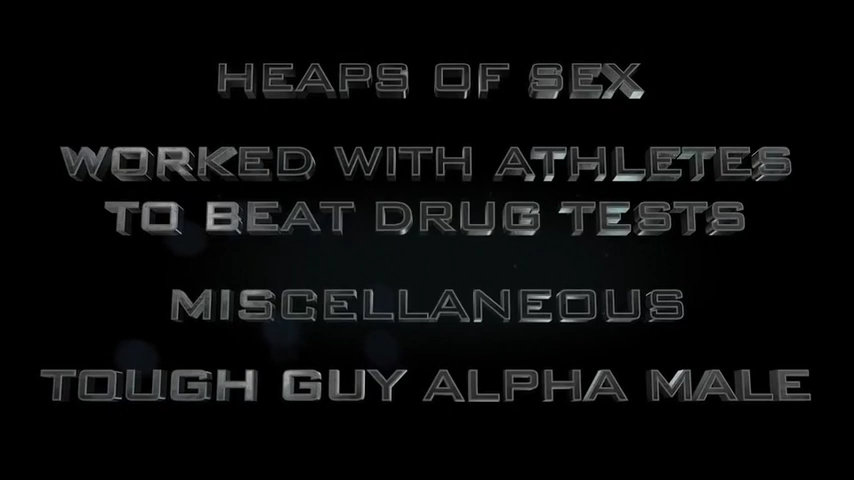 HEAPS OF SEX
WORKED WITH ATHLETES
TO BEAT DRUG TESTS
MISCELLANEOUS
TOUGH GUY ALPHA MALE